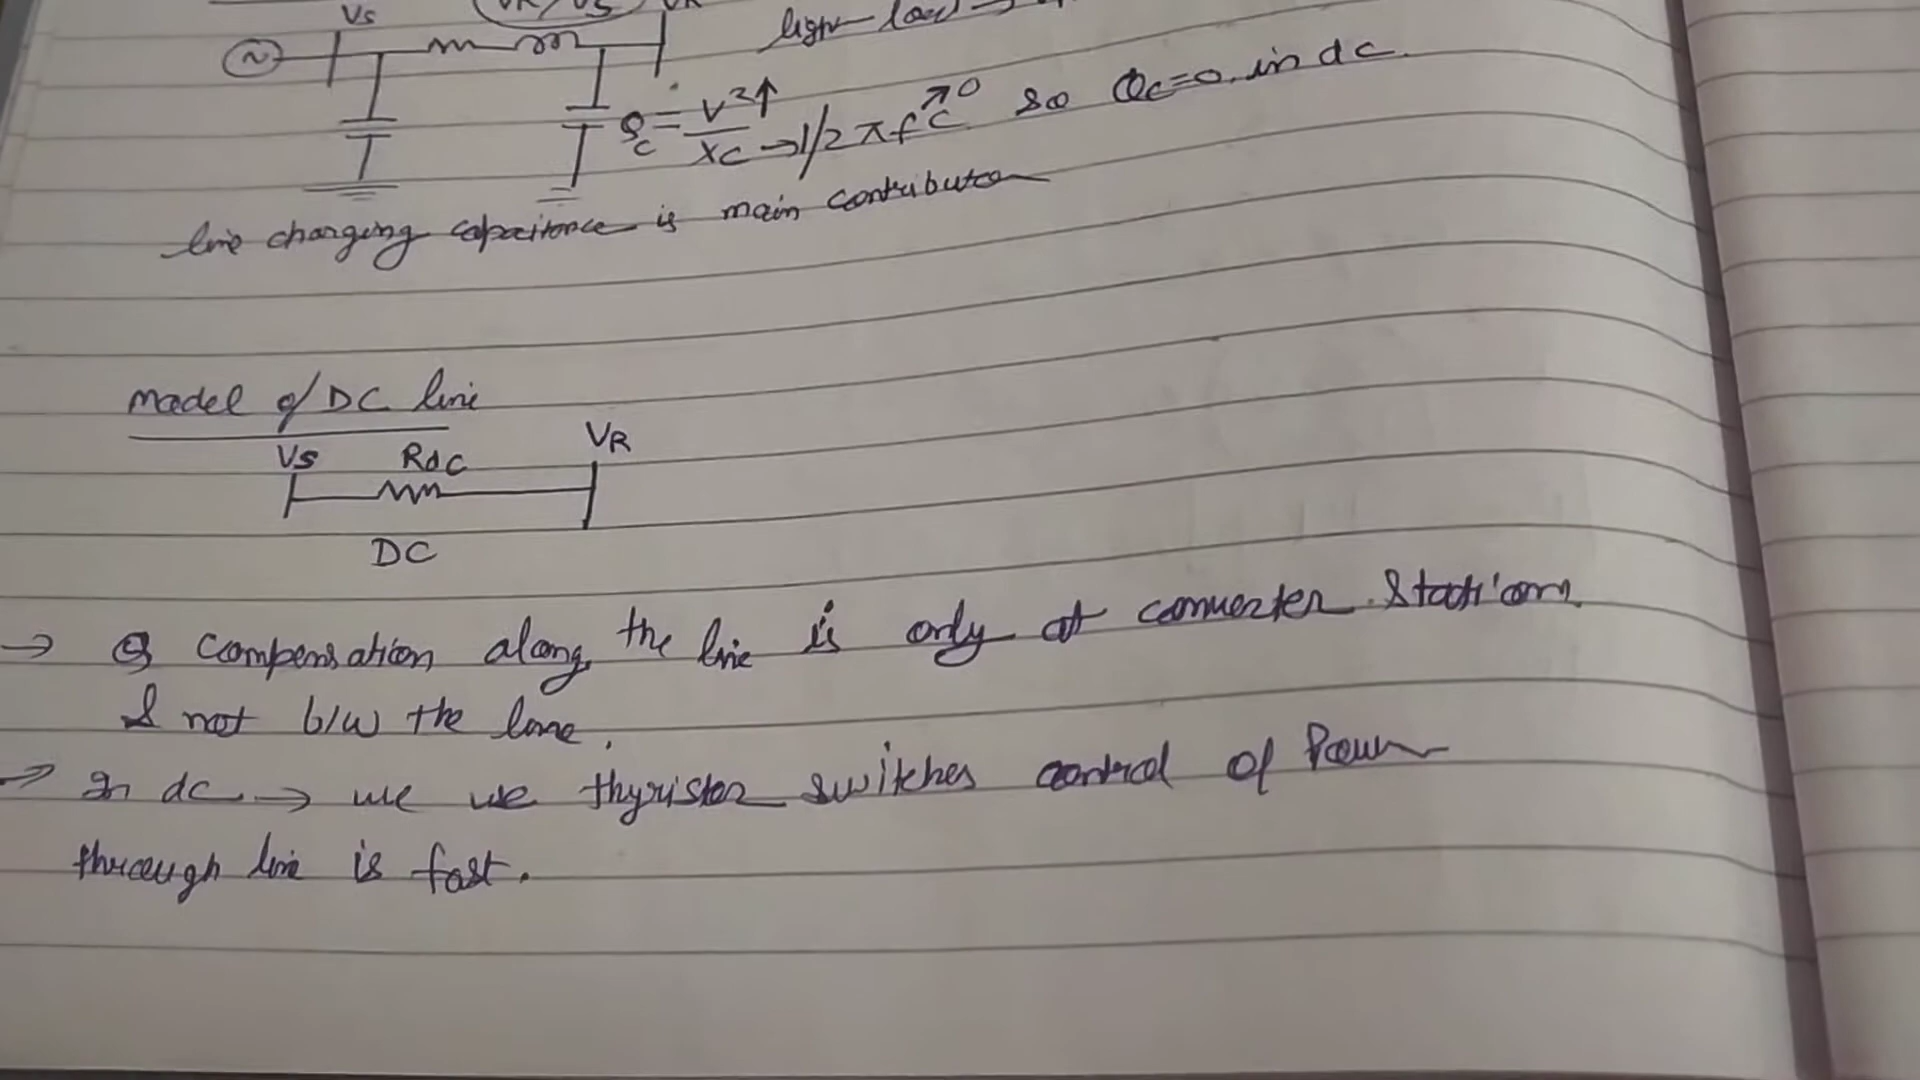 Vs
light load →
Qc = V²↑ / Xc → 1/2πfC ↗0 so Qc=0. in dc.
line charging capacitance is main contributor
Model of DC line
Vs Rdc VR
DC
→ Q compensation along the line is only at converter stations
& not b/w the line.
→ In dc → we use thyristor switches control of Power
through line is fast.